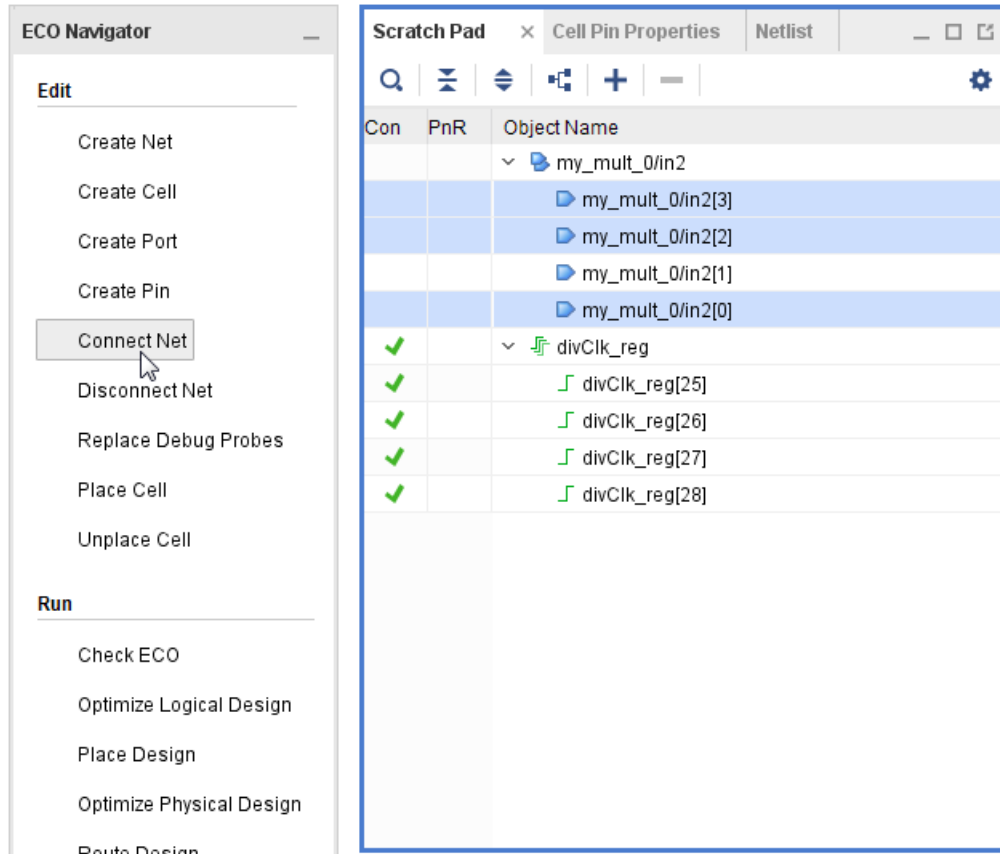 ECO Navigator
Edit
Create Net
Create Cell
Create Port
Create Pin
Connect Net
Disconnect Net
Replace Debug Probes
Place Cell
Unplace Cell
Run
Check ECO
Optimize Logical Design
Place Design
Optimize Physical Design
Route Design
Scratch Pad Cell Pin Properties Netlist
Con PnR Object Name
my_mult_0/in2
my_mult_0/in2[3]
my_mult_0/in2[2]
my_mult_0/in2[1]
my_mult_0/in2[0]
divClk_reg
divClk_reg[25]
divClk_reg[26]
divClk_reg[27]
divClk_reg[28]